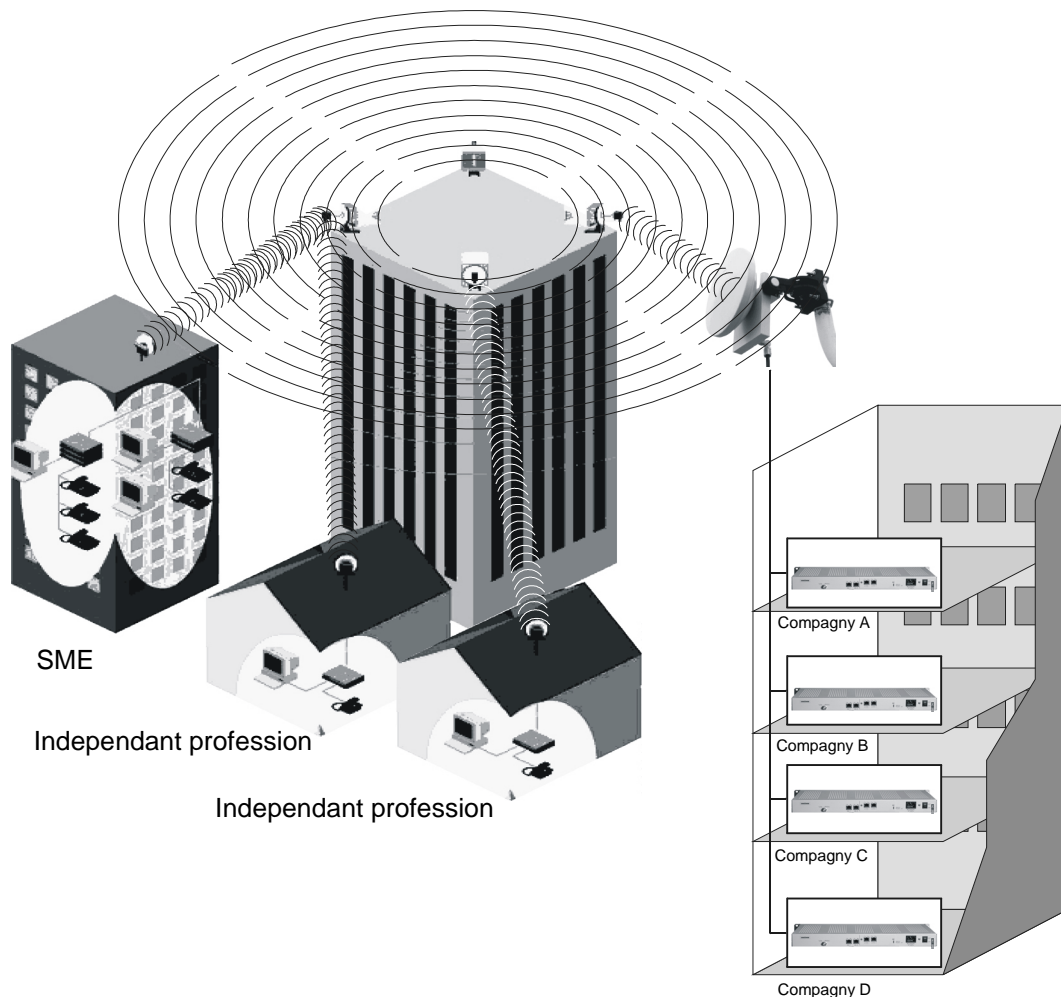 SME
Independant profession
Independant profession
Compagny A
Compagny B
Compagny C
Compagny D